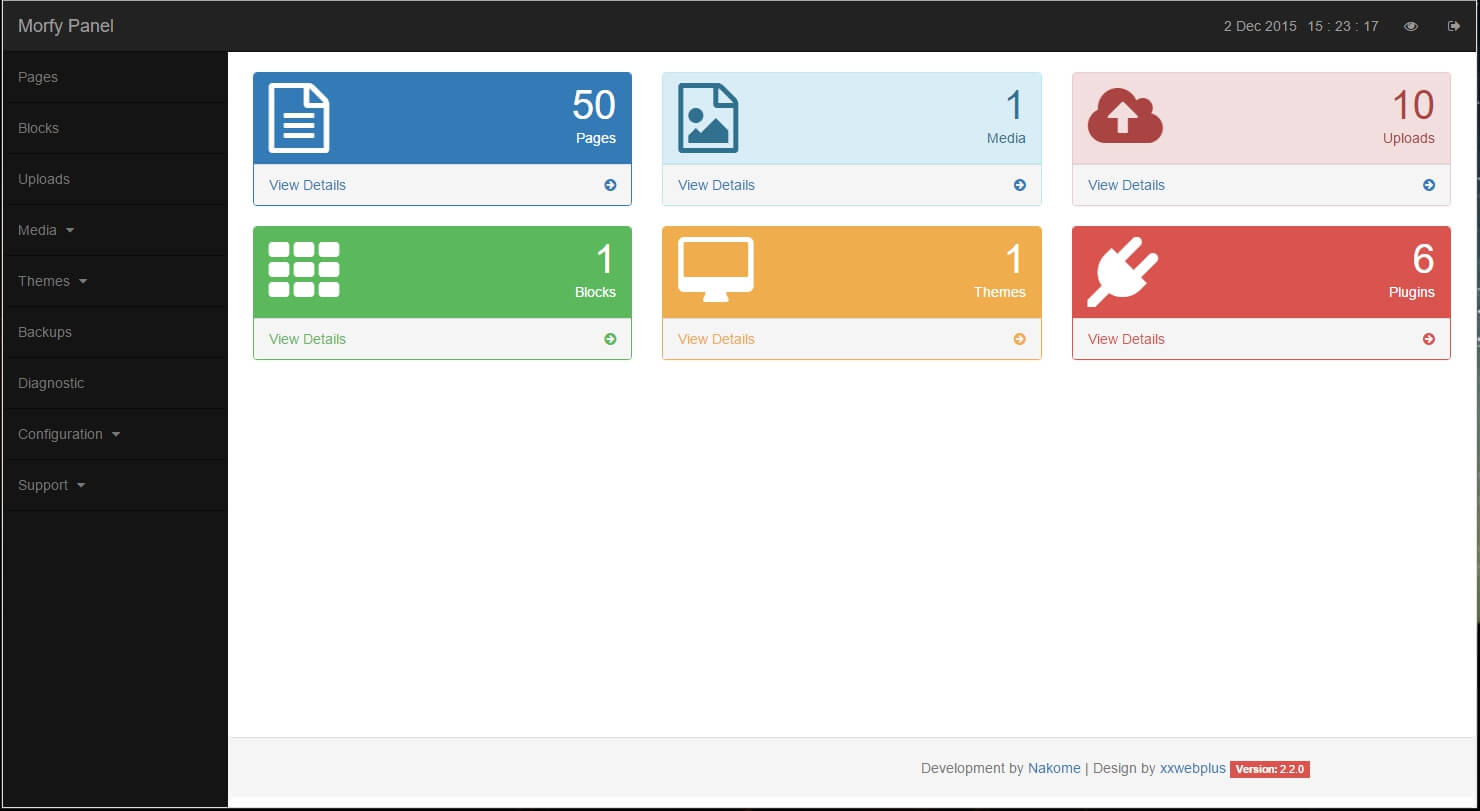 Morfy Panel
2 Dec 2015 15 : 23 : 17
Pages
Blocks
Uploads
Media
Themes
Backups
Diagnostic
Configuration
Support
50
Pages
View Details
1
Media
View Details
10
Uploads
View Details
1
Blocks
View Details
1
Themes
View Details
6
Plugins
View Details
Development by Nakome | Design by xxwebplus Version: 2.2.0